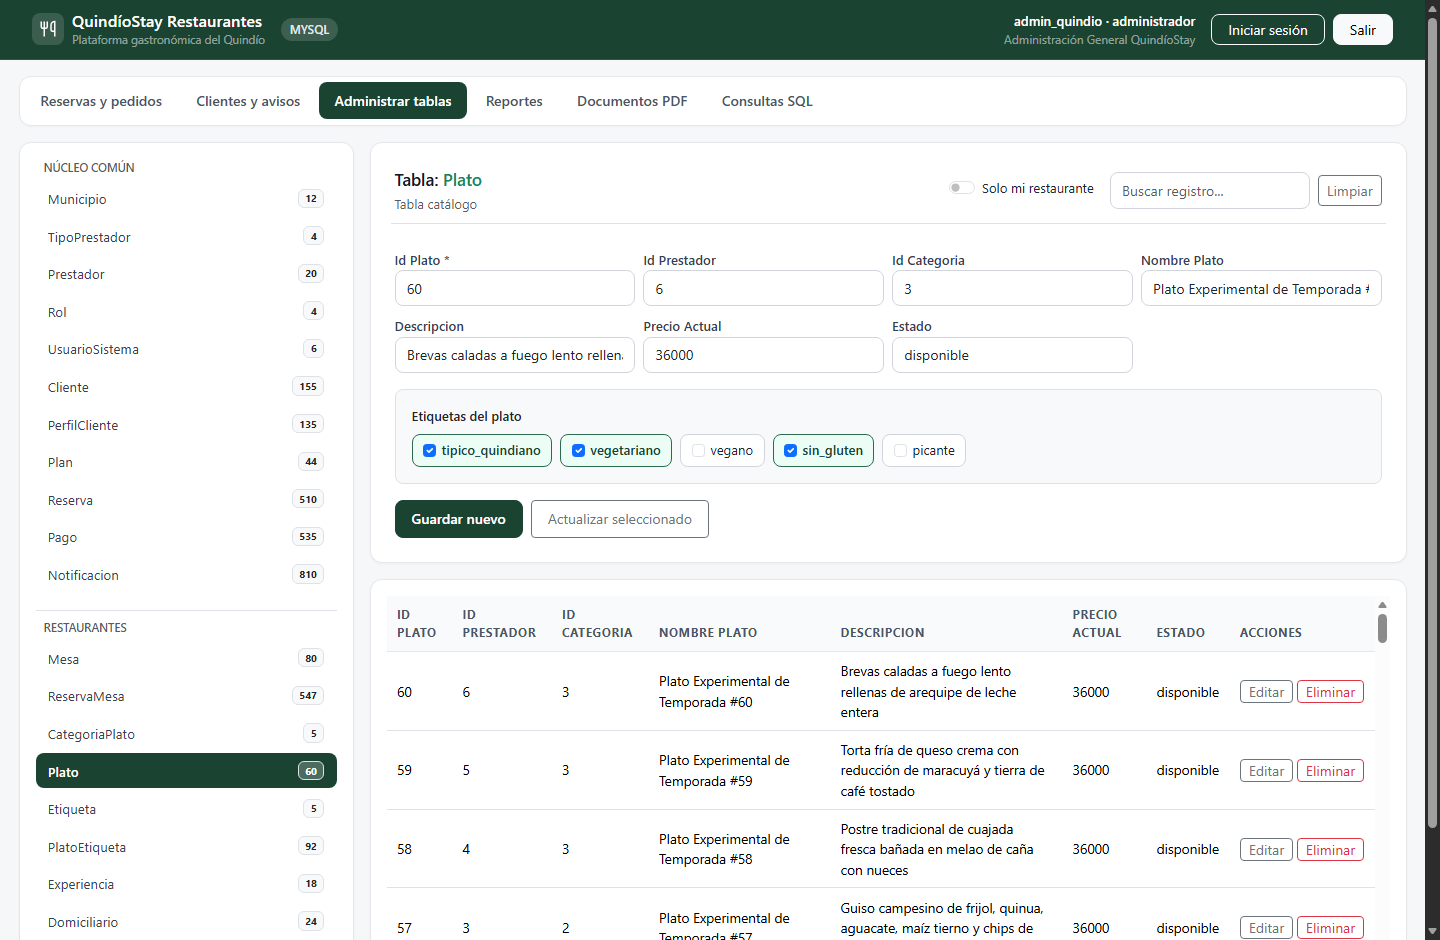 QuindíoStay Restaurantes
Plataforma gastronómica del Quindío
MYSQL
admin_quindio · administrador
Administración General QuindíoStay
Iniciar sesión
Salir
Reservas y pedidos
Clientes y avisos
Administrar tablas
Reportes
Documentos PDF
Consultas SQL
NÚCLEO COMÚN
Municipio 12
TipoPrestador 4
Prestador 20
Rol 4
UsuarioSistema 6
Cliente 155
PerfilCliente 135
Plan 44
Reserva 510
Pago 535
Notificacion 810
RESTAURANTES
Mesa 80
ReservaMesa 547
CategoriaPlato 5
Plato 60
Etiqueta 5
PlatoEtiqueta 92
Experiencia 18
Domiciliario 24
Tabla: Plato
Tabla catálogo
Solo mi restaurante
Buscar registro...
Limpiar
Id Plato *
60
Id Prestador
6
Id Categoria
3
Nombre Plato
Plato Experimental de Temporada #
Descripcion
Brevas caladas a fuego lento rellen
Precio Actual
36000
Estado
disponible
Etiquetas del plato
tipico_quindiano
vegetariano
vegano
sin_gluten
picante
Guardar nuevo
Actualizar seleccionado
ID PLATO
ID PRESTADOR
ID CATEGORIA
NOMBRE PLATO
DESCRIPCION
PRECIO ACTUAL
ESTADO
ACCIONES
60
6
3
Plato Experimental de
Temporada #60
Brevas caladas a fuego lento
rellenas de arequipe de leche
entera
36000
disponible
Editar
Eliminar
59
5
3
Plato Experimental de
Temporada #59
Torta fría de queso crema con
reducción de maracuyá y tierra de
café tostado
36000
disponible
Editar
Eliminar
58
4
3
Plato Experimental de
Temporada #58
Postre tradicional de cuajada
fresca bañada en melao de caña
con nueces
36000
disponible
Editar
Eliminar
57
3
2
Plato Experimental de
Temporada #57
Guiso campesino de frijol, quinua,
aguacate, maíz tierno y chips de
36000
disponible
Editar
Eliminar